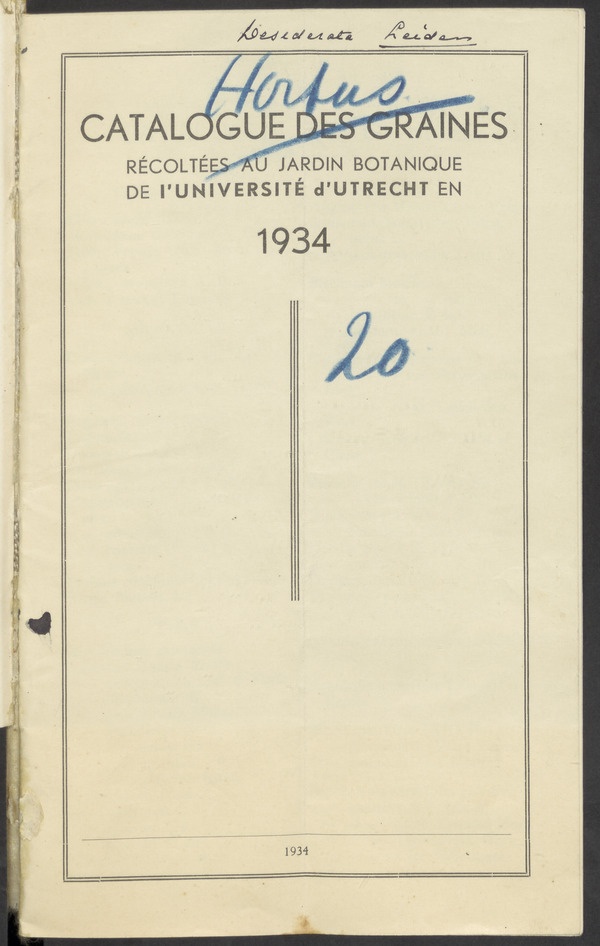 Desiderata Leiden
Hortus
CATALOGUE DES GRAINES
RÉCOLTÉES AU JARDIN BOTANIQUE
DE l'UNIVERSITÉ d'UTRECHT EN
1934
20
1934